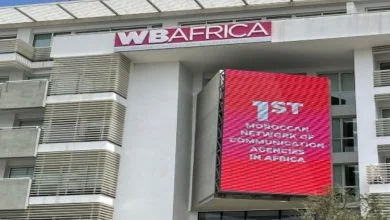 WBAFRICA
1ST
MOROCCAN
NETWORK OF
COMMUNICATION
AGENCIES
IN AFRICA